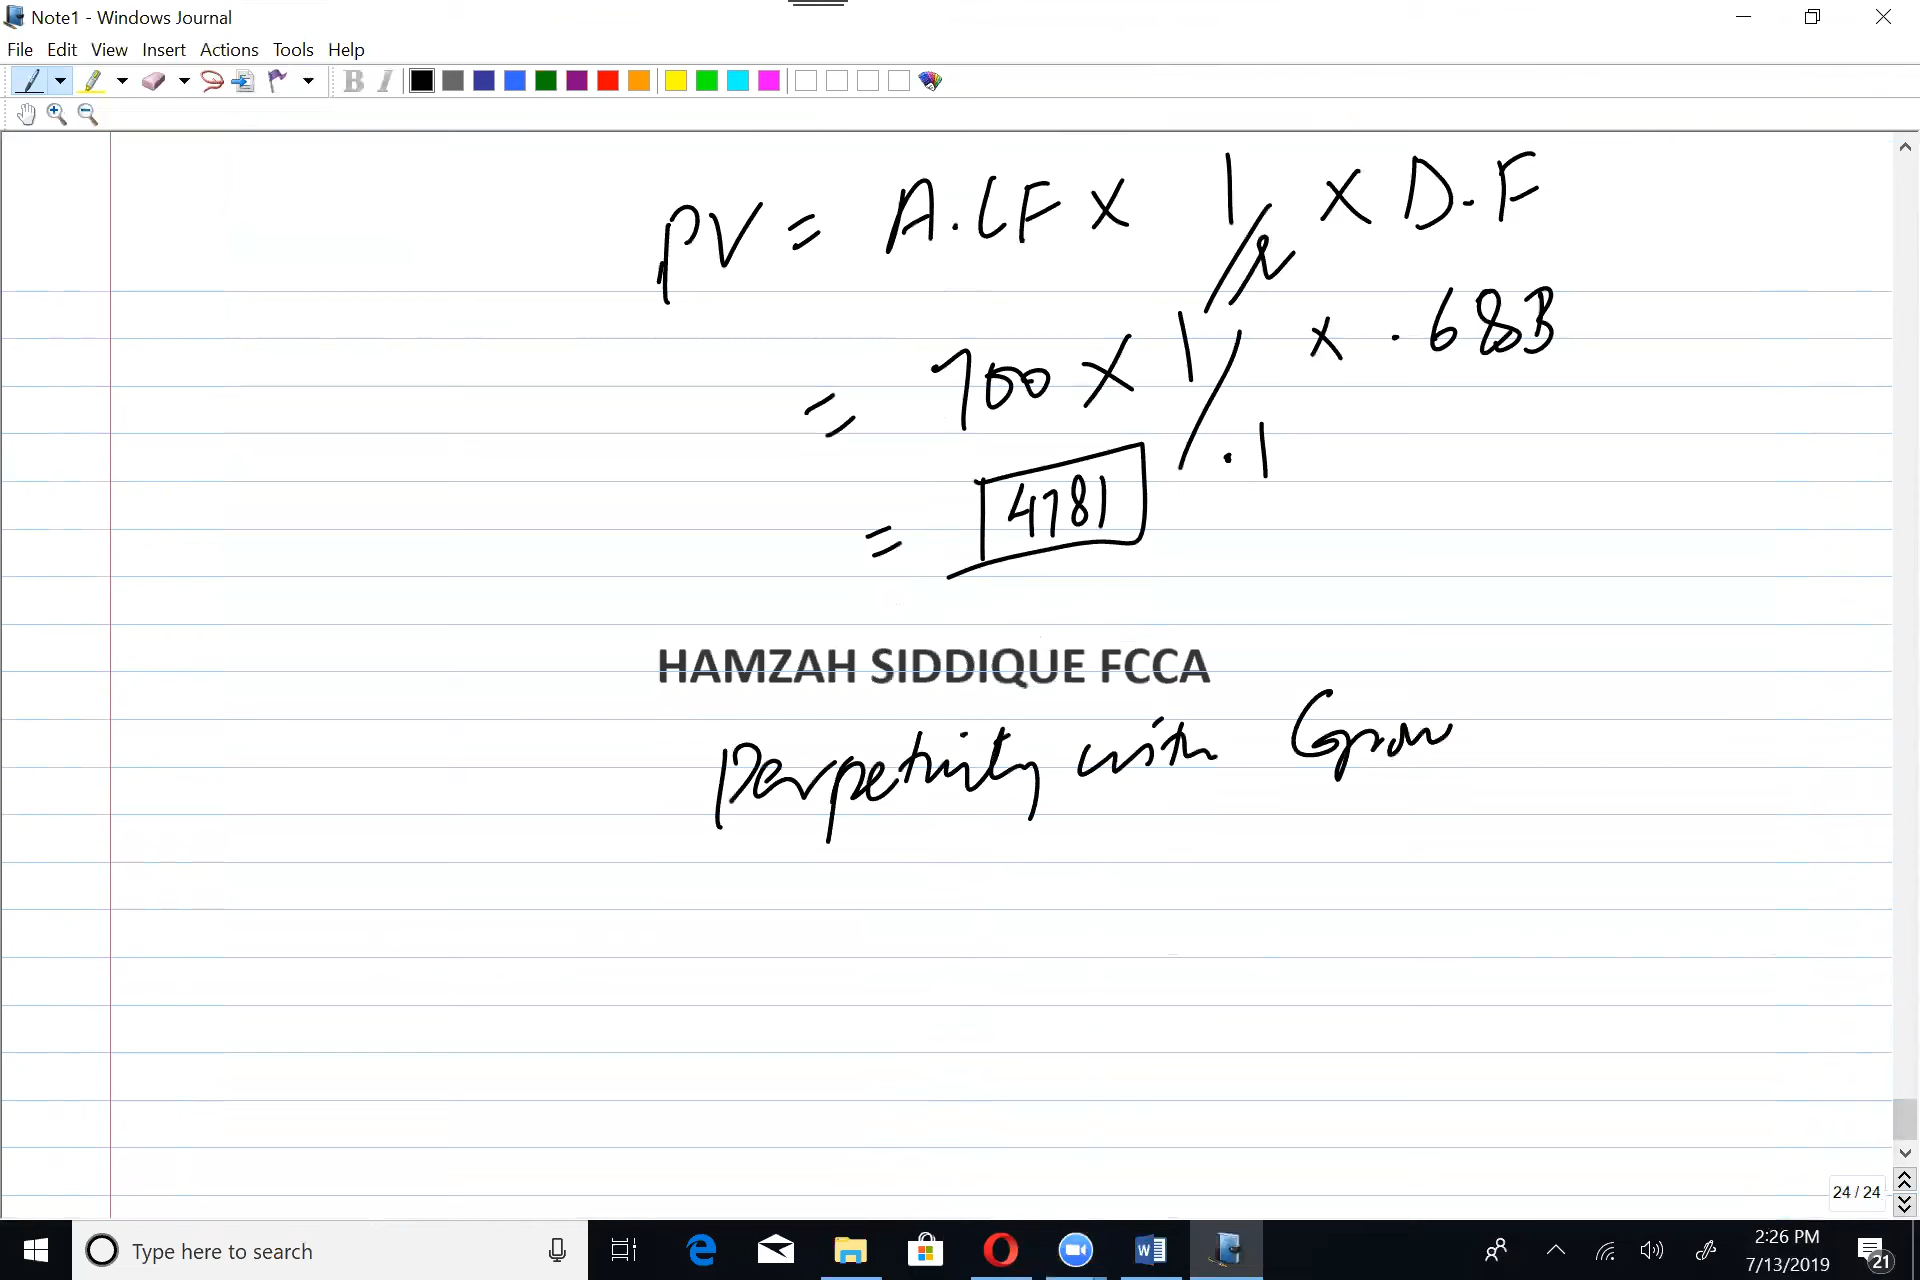 Note1 - Windows Journal
File Edit View Insert Actions Tools Help
B I
PV = A.CF x 1/r x D.F
= 700 x 1/.1 x .683
= 4781
HAMZAH SIDDIQUE FCCA
Perpetuity with Grow
24 / 24
Type here to search
2:26 PM
7/13/2019
21